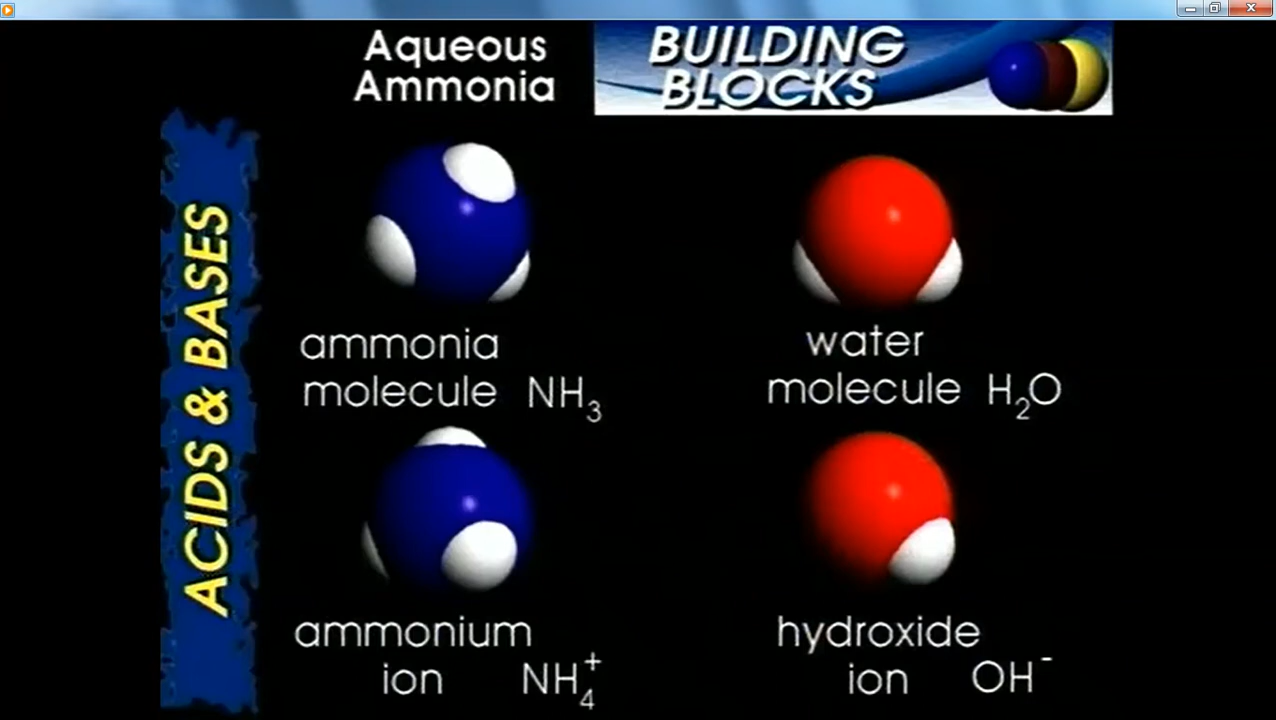 Aqueous
Ammonia
BUILDING
BLOCKS
ACIDS & BASES
ammonia
molecule NH₃
water
molecule H₂O
ammonium
ion NH₄⁺
hydroxide
ion OH⁻